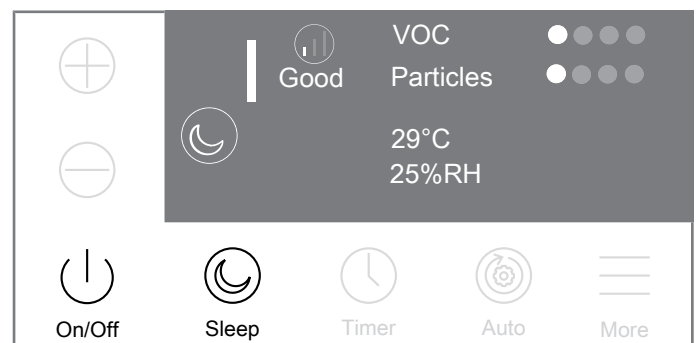 VOC
Good
Particles
29°C
25%RH
On/Off
Sleep
Timer
Auto
More